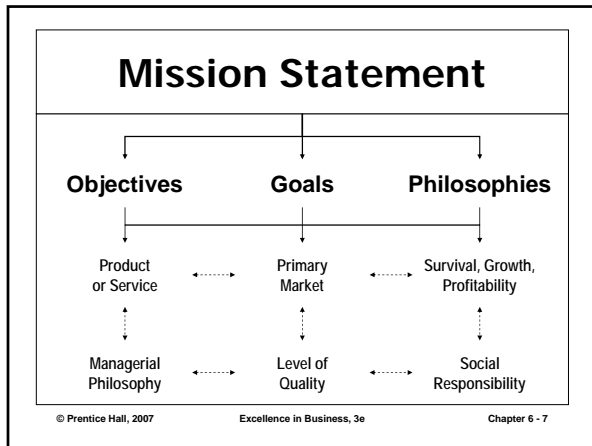 Mission Statement
Objectives Goals Philosophies
Product
or Service
Primary
Market
Survival, Growth,
Profitability
Managerial
Philosophy
Level of
Quality
Social
Responsibility
© Prentice Hall, 2007 Excellence in Business, 3e Chapter 6 - 7